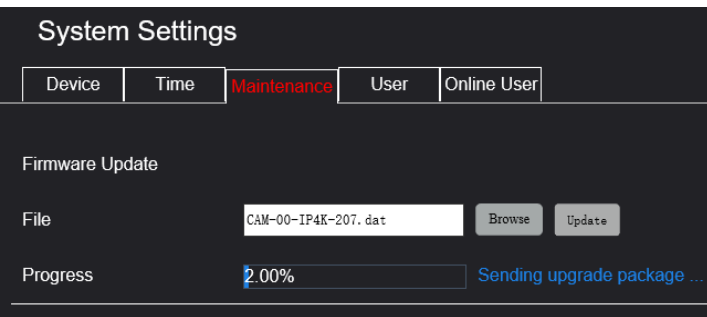 System Settings
Device Time Maintenance User Online User
Firmware Update
File CAM-00-IP4K-207.dat Browse Update
Progress 2.00% Sending upgrade package ...